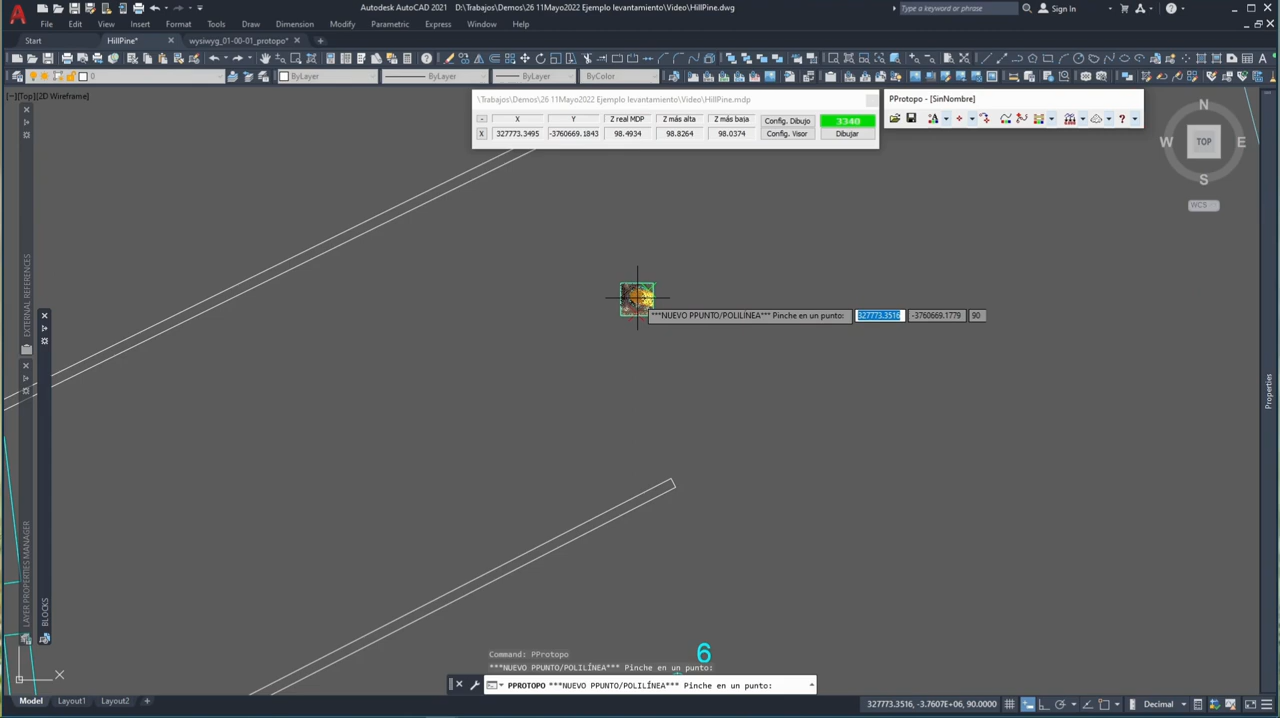 Autodesk AutoCAD 2021 D:\Trabajos\Demos\26 11Mayo2022 Ejemplo levantamiento\Video\HillPine.dwg
Type a keyword or phrase
Sign In
File Edit View Insert Format Tools Draw Dimension Modify Parametric Express Window Help
Start HillPine* wysiwyg_01-00-01_protopo*
0 ByLayer ByLayer ByLayer ByColor
[−][Top][2D Wireframe]
\Trabajos\Demos\26 11Mayo2022 Ejemplo levantamiento\Video\HillPine.mdp
PProtopo - [SinNombre]
- X Y Z real MDP Z más alta Z más baja Config. Dibujo 3340
X 327773.3495 -3760669.1843 98.4934 98.8264 98.0374 Config. Visor Dibujar
N
W TOP E
S
WCS
EXTERNAL REFERENCES
LAYER PROPERTIES MANAGER
BLOCKS
Properties
***NUEVO PPUNTO/POLILÍNEA*** Pinche en un punto: 327773.3516 -3760669.1779 90
6
Command: PProtopo
***NUEVO PPUNTO/POLILÍNEA*** Pinche en un punto:
PPROTOPO ***NUEVO PPUNTO/POLILÍNEA*** Pinche en un punto:
Model Layout1 Layout2 +
327773.3516, -3.7607E+06, 90.0000
Decimal